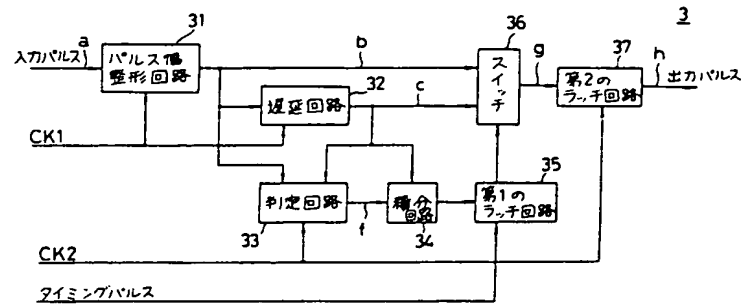 3
31
36
37
入力パルス
a
パルス幅
整形回路
b
スイッチ
g
第2の
ラッチ回路
h
出力パルス
32
遅延回路
c
CK1
35
判定回路
f
積分
回路
第1の
ラッチ回路
33
34
CK2
タイミングパルス